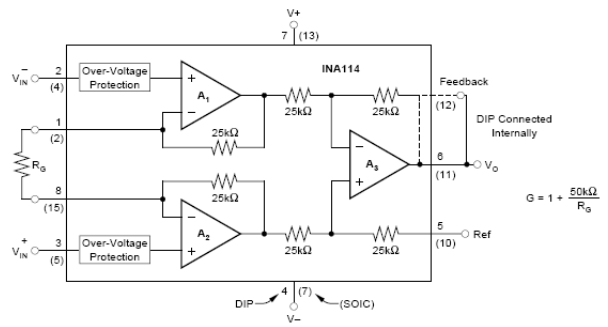 V+
7 (13)
INA114
V−IN
2
(4)
Over-Voltage
Protection
+
A1
−
25kΩ
25kΩ
25kΩ
Feedback
(12)
DIP Connected
Internally
1
(2)
RG
−
A3
+
6
(11)
VO
G = 1 + 50kΩ
RG
8
(15)
25kΩ
−
A2
+
25kΩ
25kΩ
5
(10)
Ref
V+IN
3
(5)
Over-Voltage
Protection
DIP
4 (7)
(SOIC)
V–